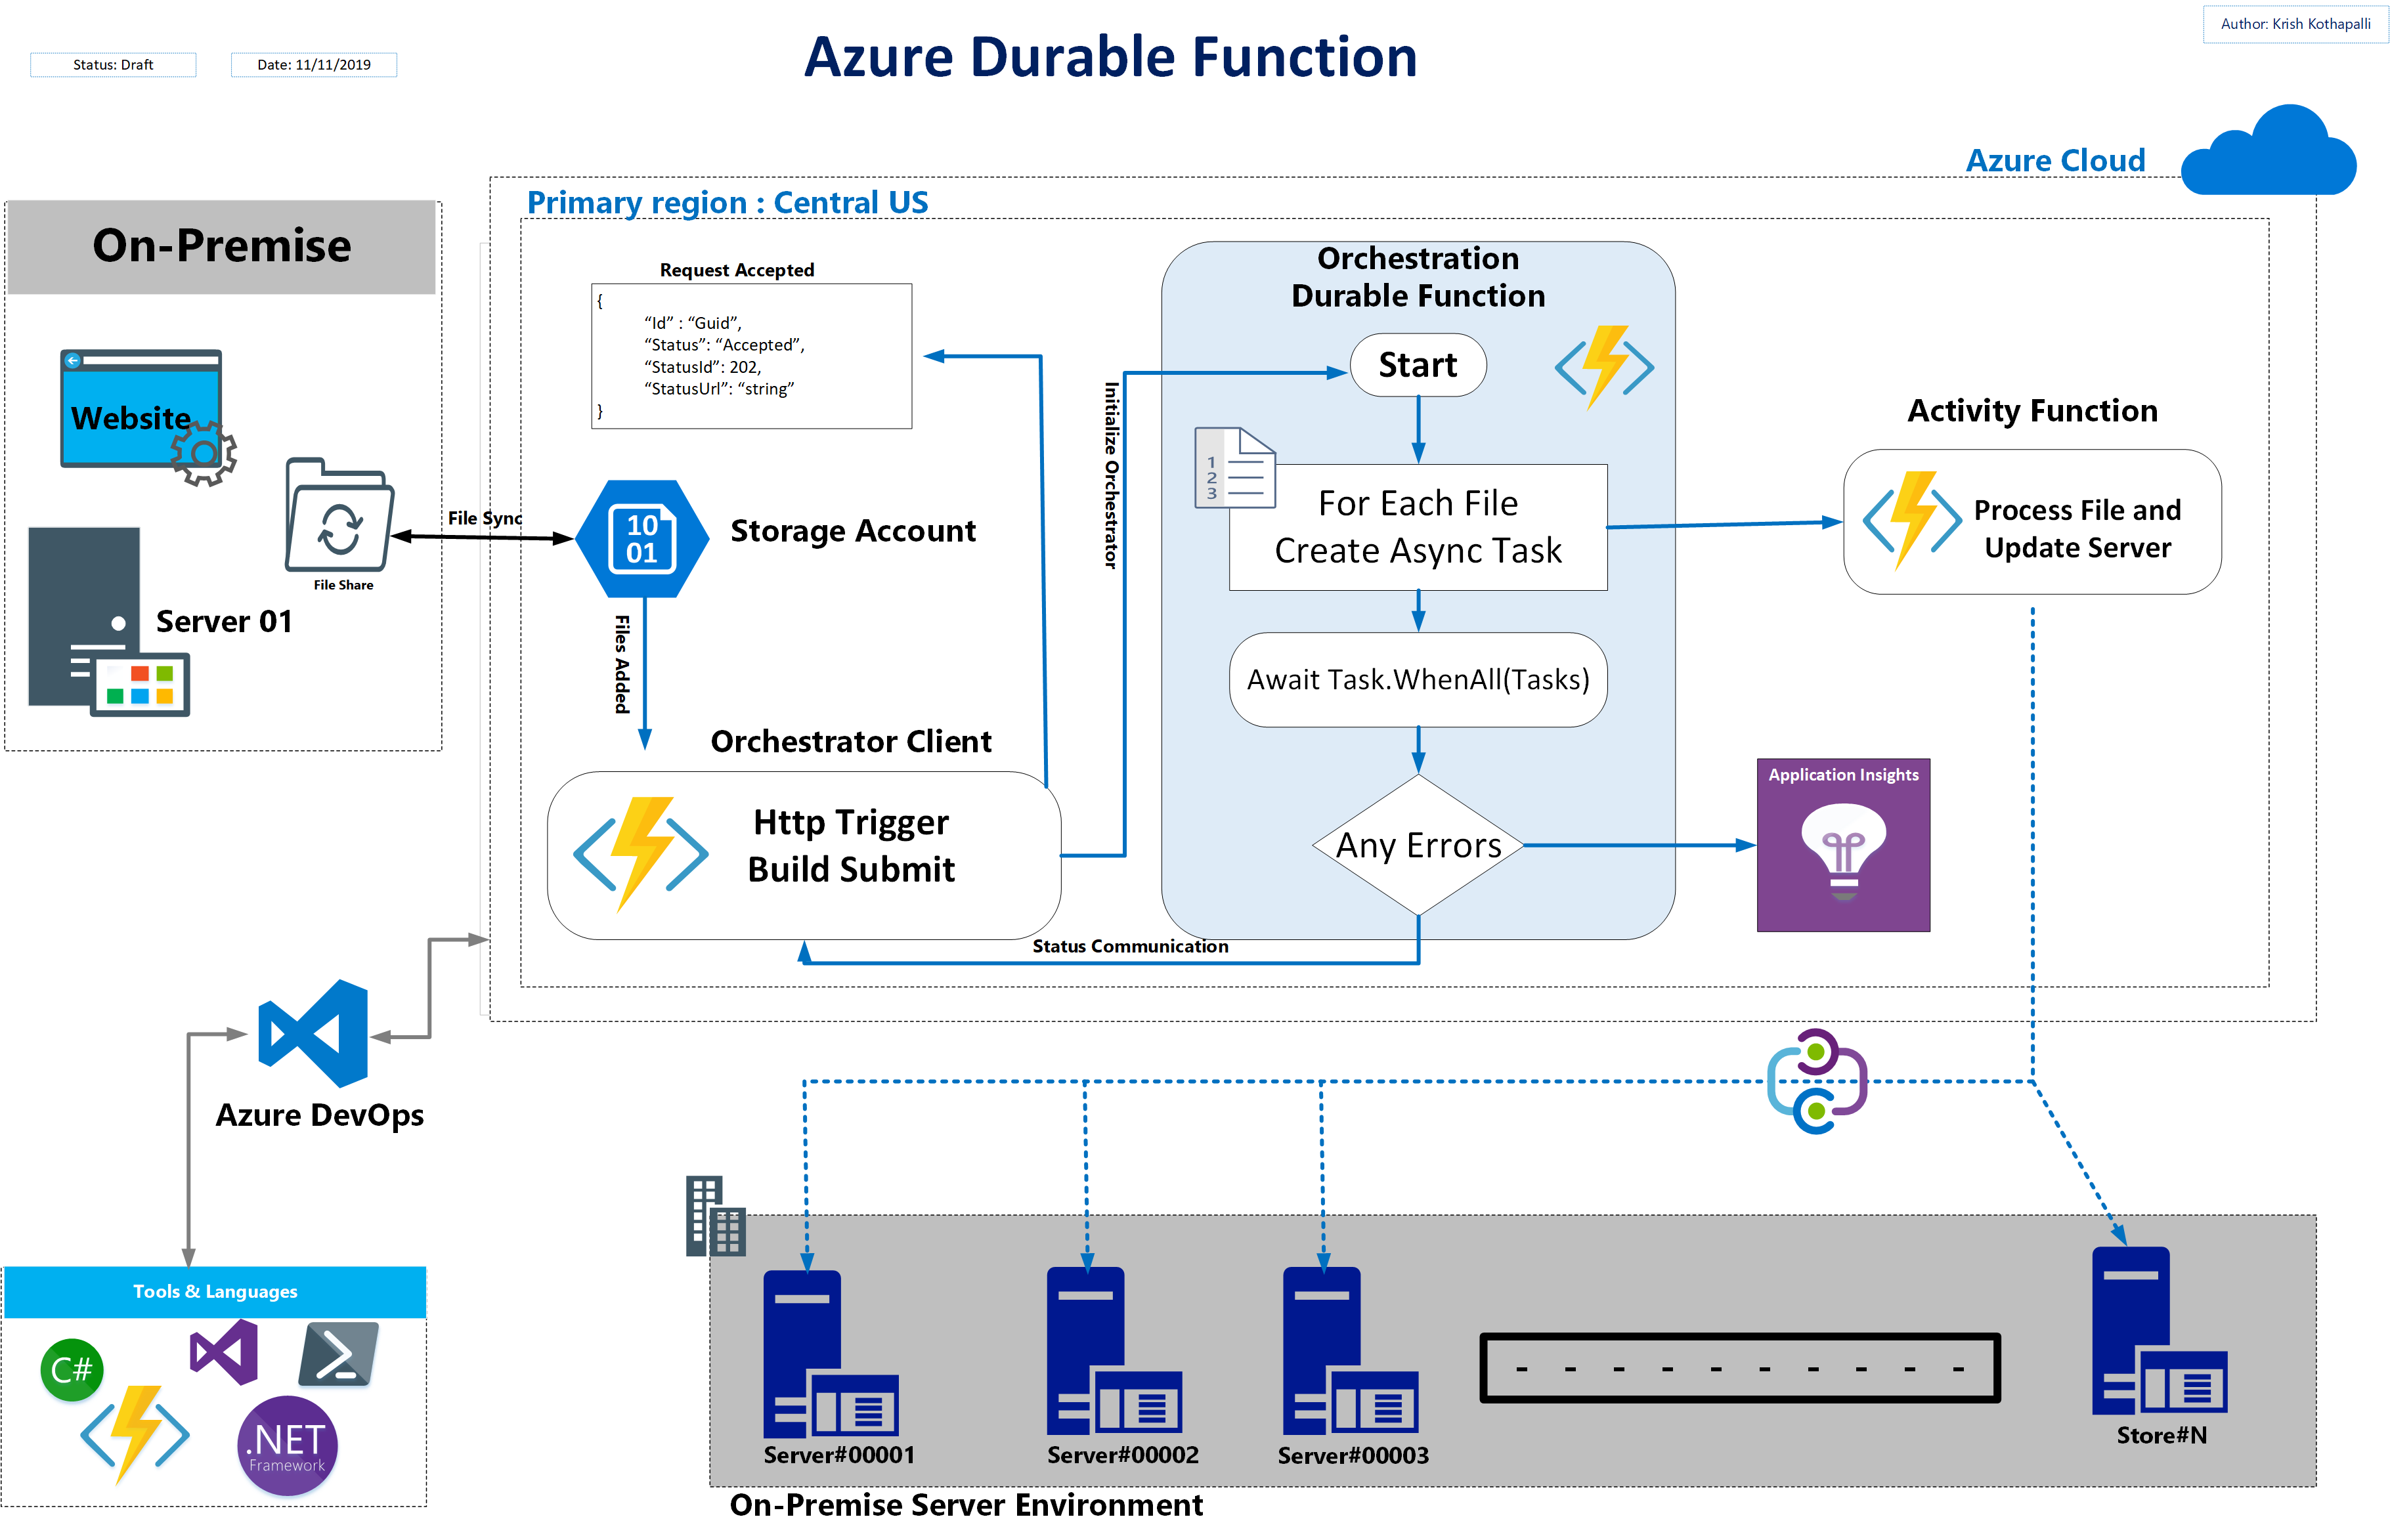 Author: Krish Kothapalli
Azure Durable Function
Status: Draft
Date: 11/11/2019
Azure Cloud
Primary region : Central US
On-Premise
Website
File Share
Server 01
File Sync
Request Accepted
{
“Id” : “Guid”,
“Status”: “Accepted”,
“StatusId”: 202,
“StatusUrl”: “string”
}
10
01
Storage Account
Files Added
Orchestrator Client
Http Trigger
Build Submit
Initialize Orchestrator
Orchestration
Durable Function
Start
1
2
3
For Each File
Create Async Task
Await Task.WhenAll(Tasks)
Any Errors
Status Communication
Activity Function
Process File and
Update Server
Application Insights
Azure DevOps
Tools & Languages
C#
.NET
Framework
- - - - - - - - - -
Server#00001
Server#00002
Server#00003
Store#N
On-Premise Server Environment